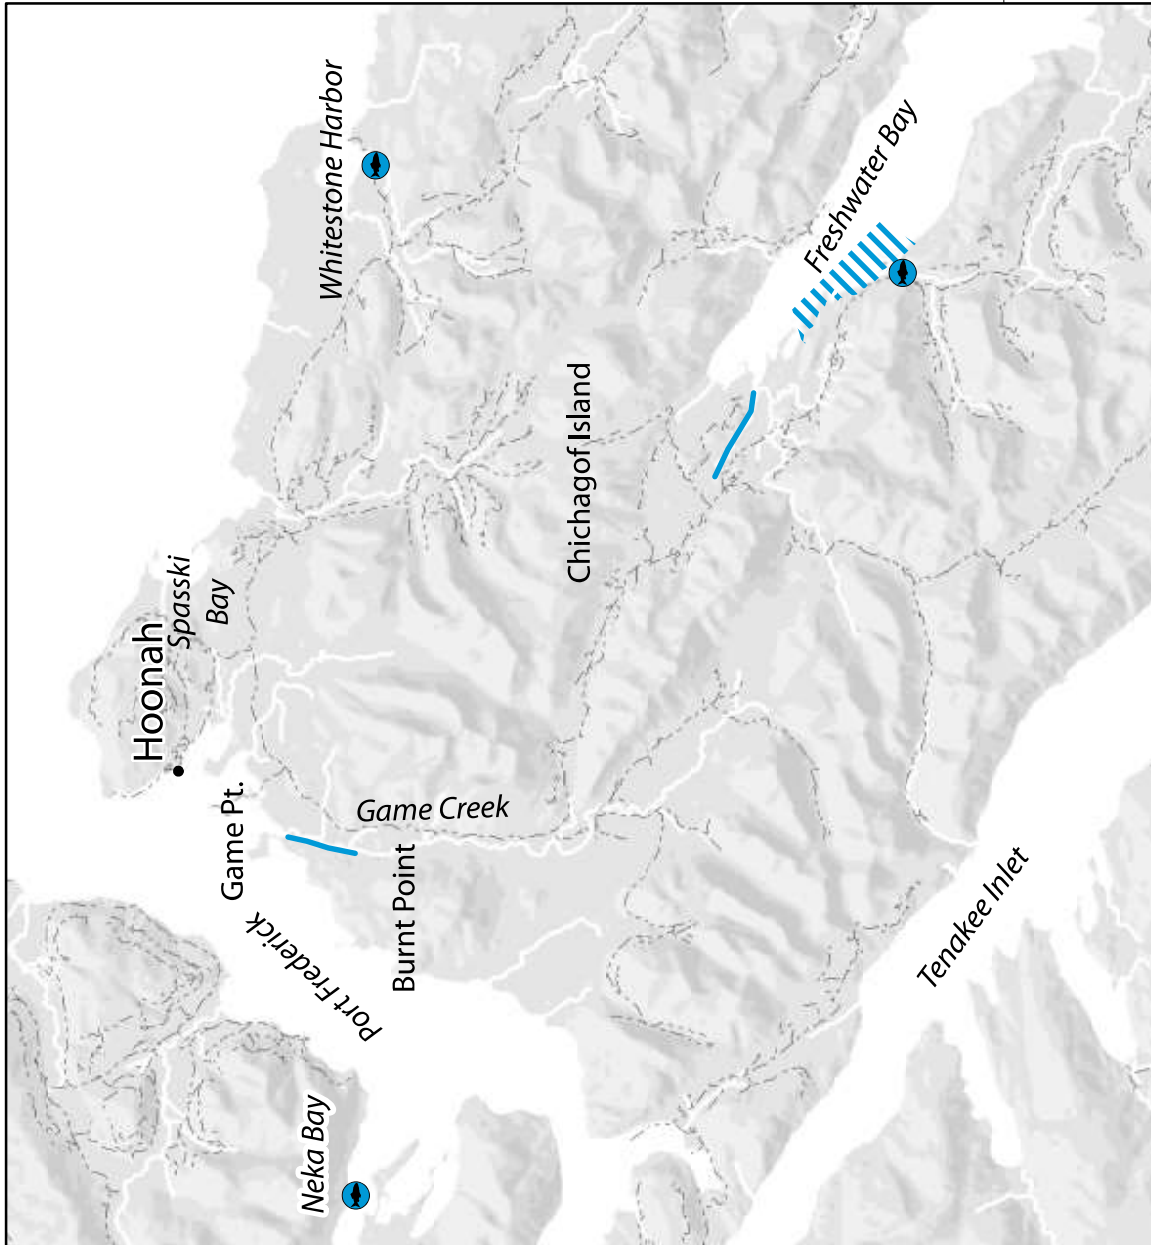 Whitestone Harbor
Freshwater Bay
Chichagof Island
Spasski
Bay
Hoonah
Game Pt.
Game Creek
Burnt Point
Port Frederick
Tenakee Inlet
Neka Bay